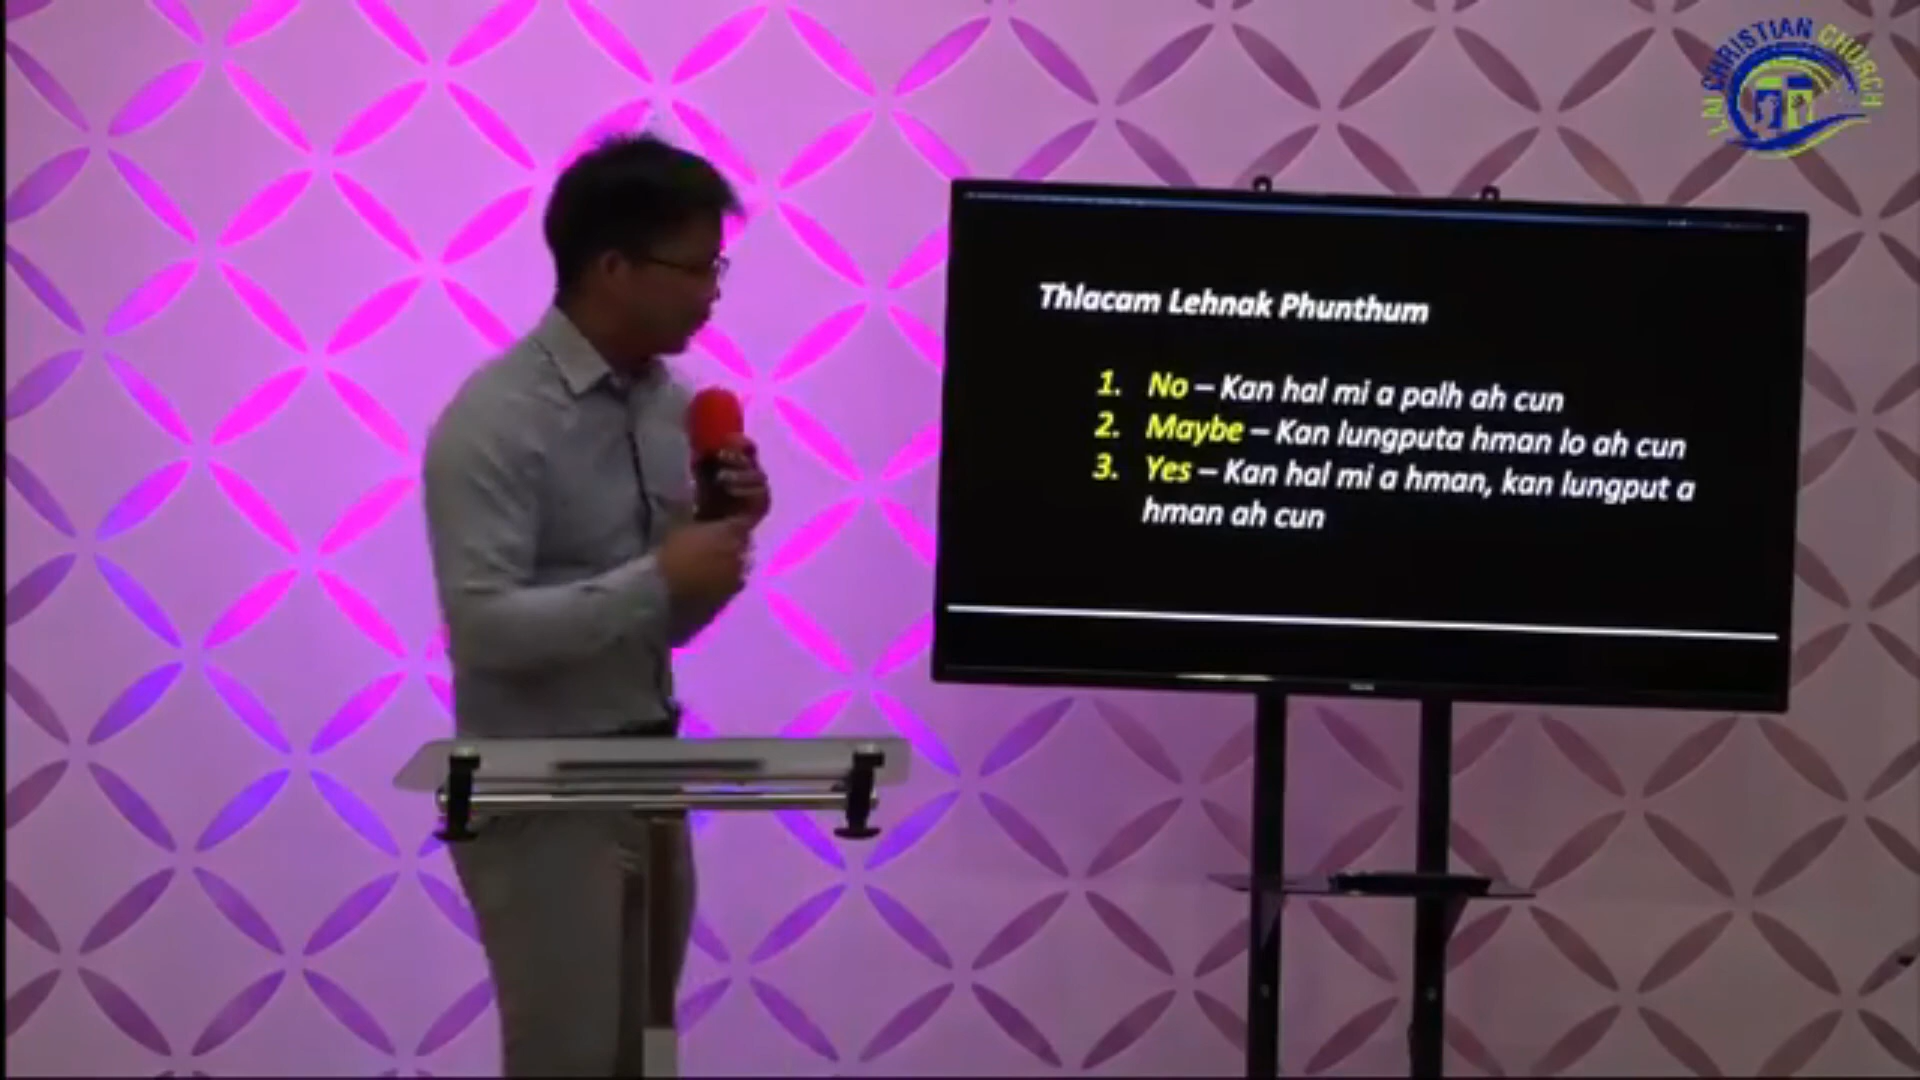 LAI CHRISTIAN CHURCH
Thlacam Lehnak Phunthum
1. No – Kan hal mi a palh ah cun
2. Maybe – Kan lungputa hman lo ah cun
3. Yes – Kan hal mi a hman, kan lungput a
hman ah cun